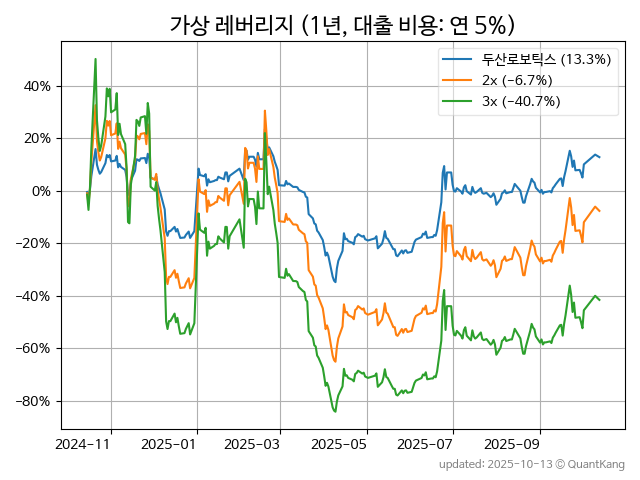 가상 레버리지 (1년, 대출 비용: 연 5%)
두산로보틱스 (13.3%)
2x (−6.7%)
3x (−40.7%)
40%
20%
0%
−20%
−40%
−60%
−80%
2024-11 2025-01 2025-03 2025-05 2025-07 2025-09
updated: 2025-10-13 ⓒ QuantKang